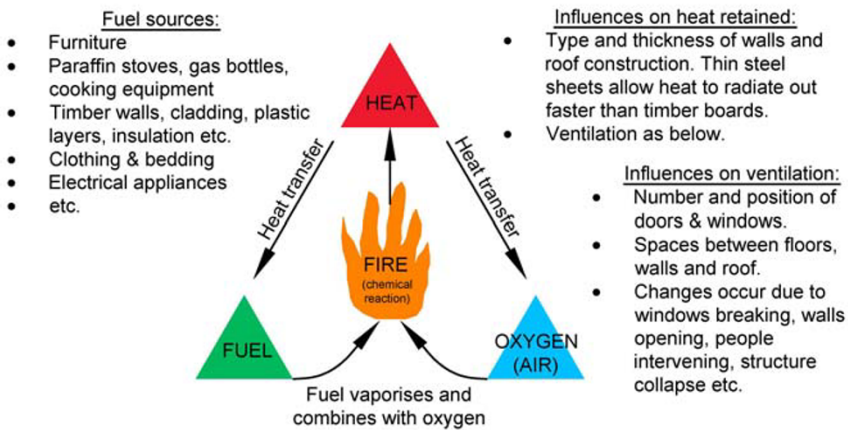 Fuel sources:
• Furniture
• Paraffin stoves, gas bottles,
cooking equipment
• Timber walls, cladding, plastic
layers, insulation etc.
• Clothing & bedding
• Electrical appliances
• etc.
HEAT
Heat transfer
Heat transfer
FIRE
(chemical
reaction)
FUEL
OXYGEN
(AIR)
Fuel vaporises and
combines with oxygen
Influences on heat retained:
• Type and thickness of walls and
roof construction. Thin steel
sheets allow heat to radiate out
faster than timber boards.
• Ventilation as below.
Influences on ventilation:
• Number and position of
doors & windows.
• Spaces between floors,
walls and roof.
• Changes occur due to
windows breaking, walls
opening, people
intervening, structure
collapse etc.